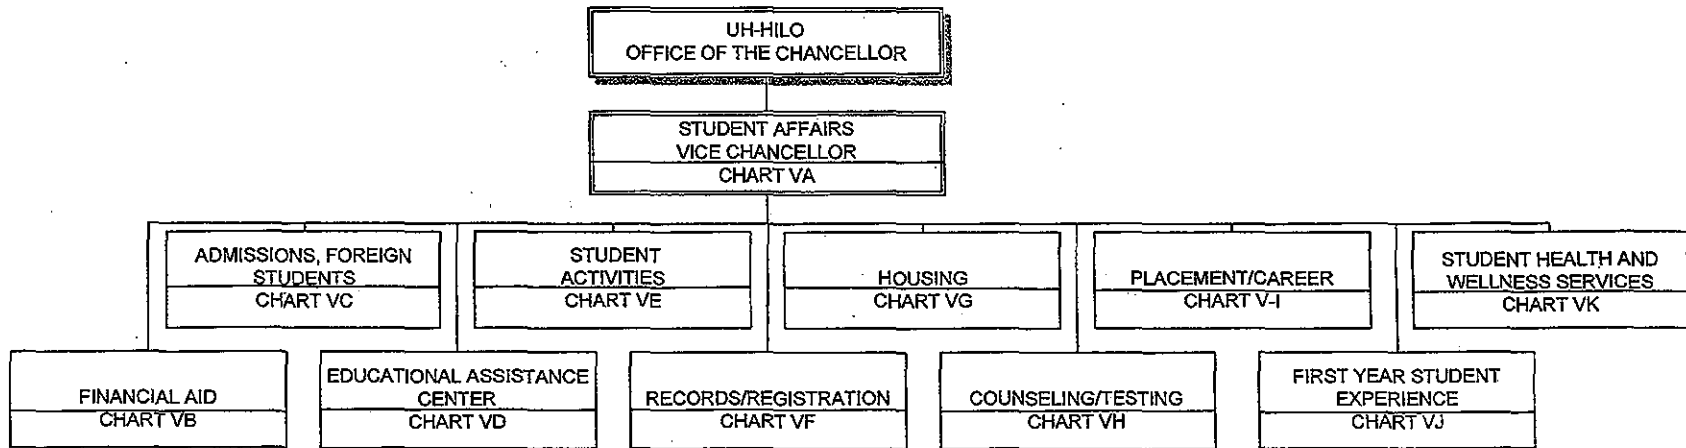 UH-HILO
OFFICE OF THE CHANCELLOR
STUDENT AFFAIRS
VICE CHANCELLOR
CHART VA
ADMISSIONS, FOREIGN
STUDENTS
CHART VC
STUDENT
ACTIVITIES
CHART VE
HOUSING
CHART VG
PLACEMENT/CAREER
CHART V-I
STUDENT HEALTH AND
WELLNESS SERVICES
CHART VK
FINANCIAL AID
CHART VB
EDUCATIONAL ASSISTANCE
CENTER
CHART VD
RECORDS/REGISTRATION
CHART VF
COUNSELING/TESTING
CHART VH
FIRST YEAR STUDENT
EXPERIENCE
CHART VJ